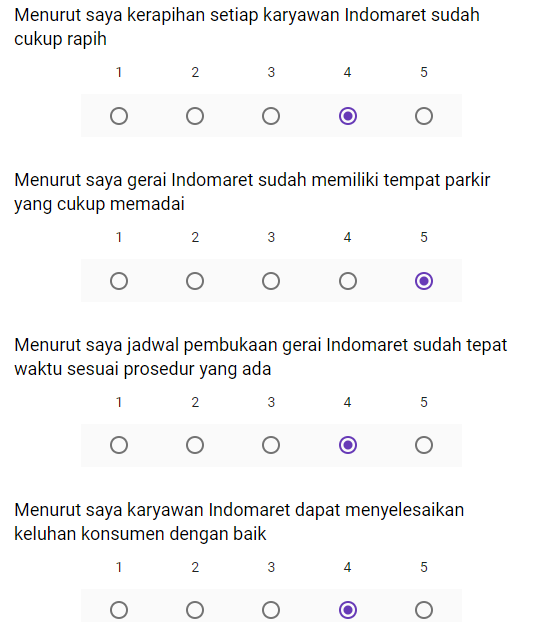 Menurut saya kerapihan setiap karyawan Indomaret sudah
cukup rapih
1 2 3 4 5
Menurut saya gerai Indomaret sudah memiliki tempat parkir
yang cukup memadai
1 2 3 4 5
Menurut saya jadwal pembukaan gerai Indomaret sudah tepat
waktu sesuai prosedur yang ada
1 2 3 4 5
Menurut saya karyawan Indomaret dapat menyelesaikan
keluhan konsumen dengan baik
1 2 3 4 5